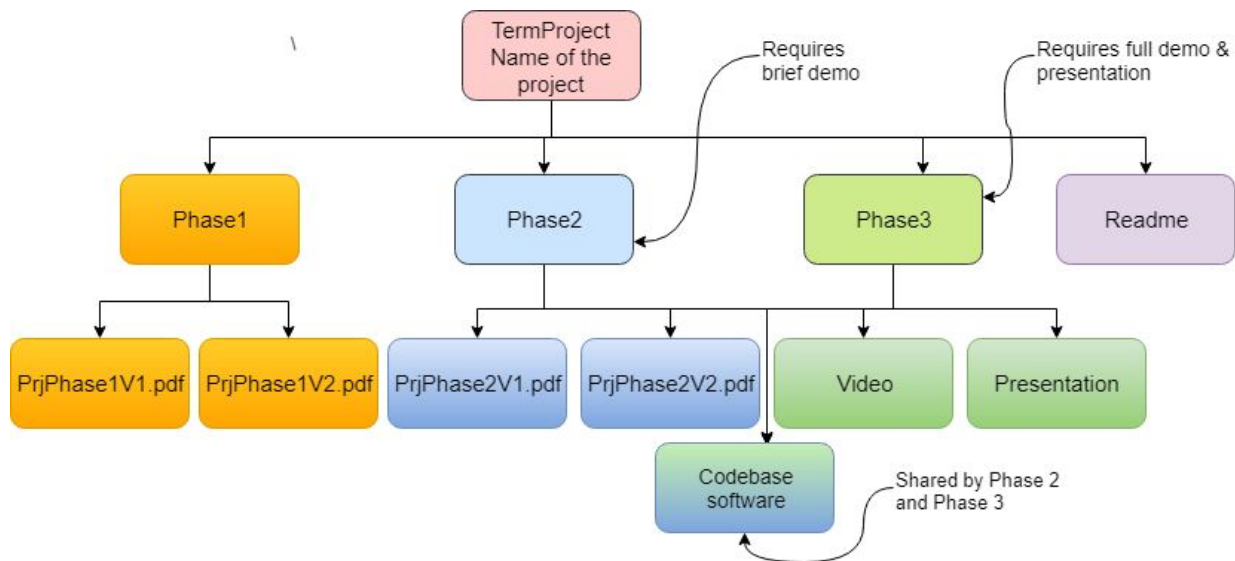 TermProject
Name of the
project
Requires
brief demo
Requires full demo &
presentation
Phase1
Phase2
Phase3
Readme
PrjPhase1V1.pdf
PrjPhase1V2.pdf
PrjPhase2V1.pdf
PrjPhase2V2.pdf
Video
Presentation
Codebase
software
Shared by Phase 2
and Phase 3